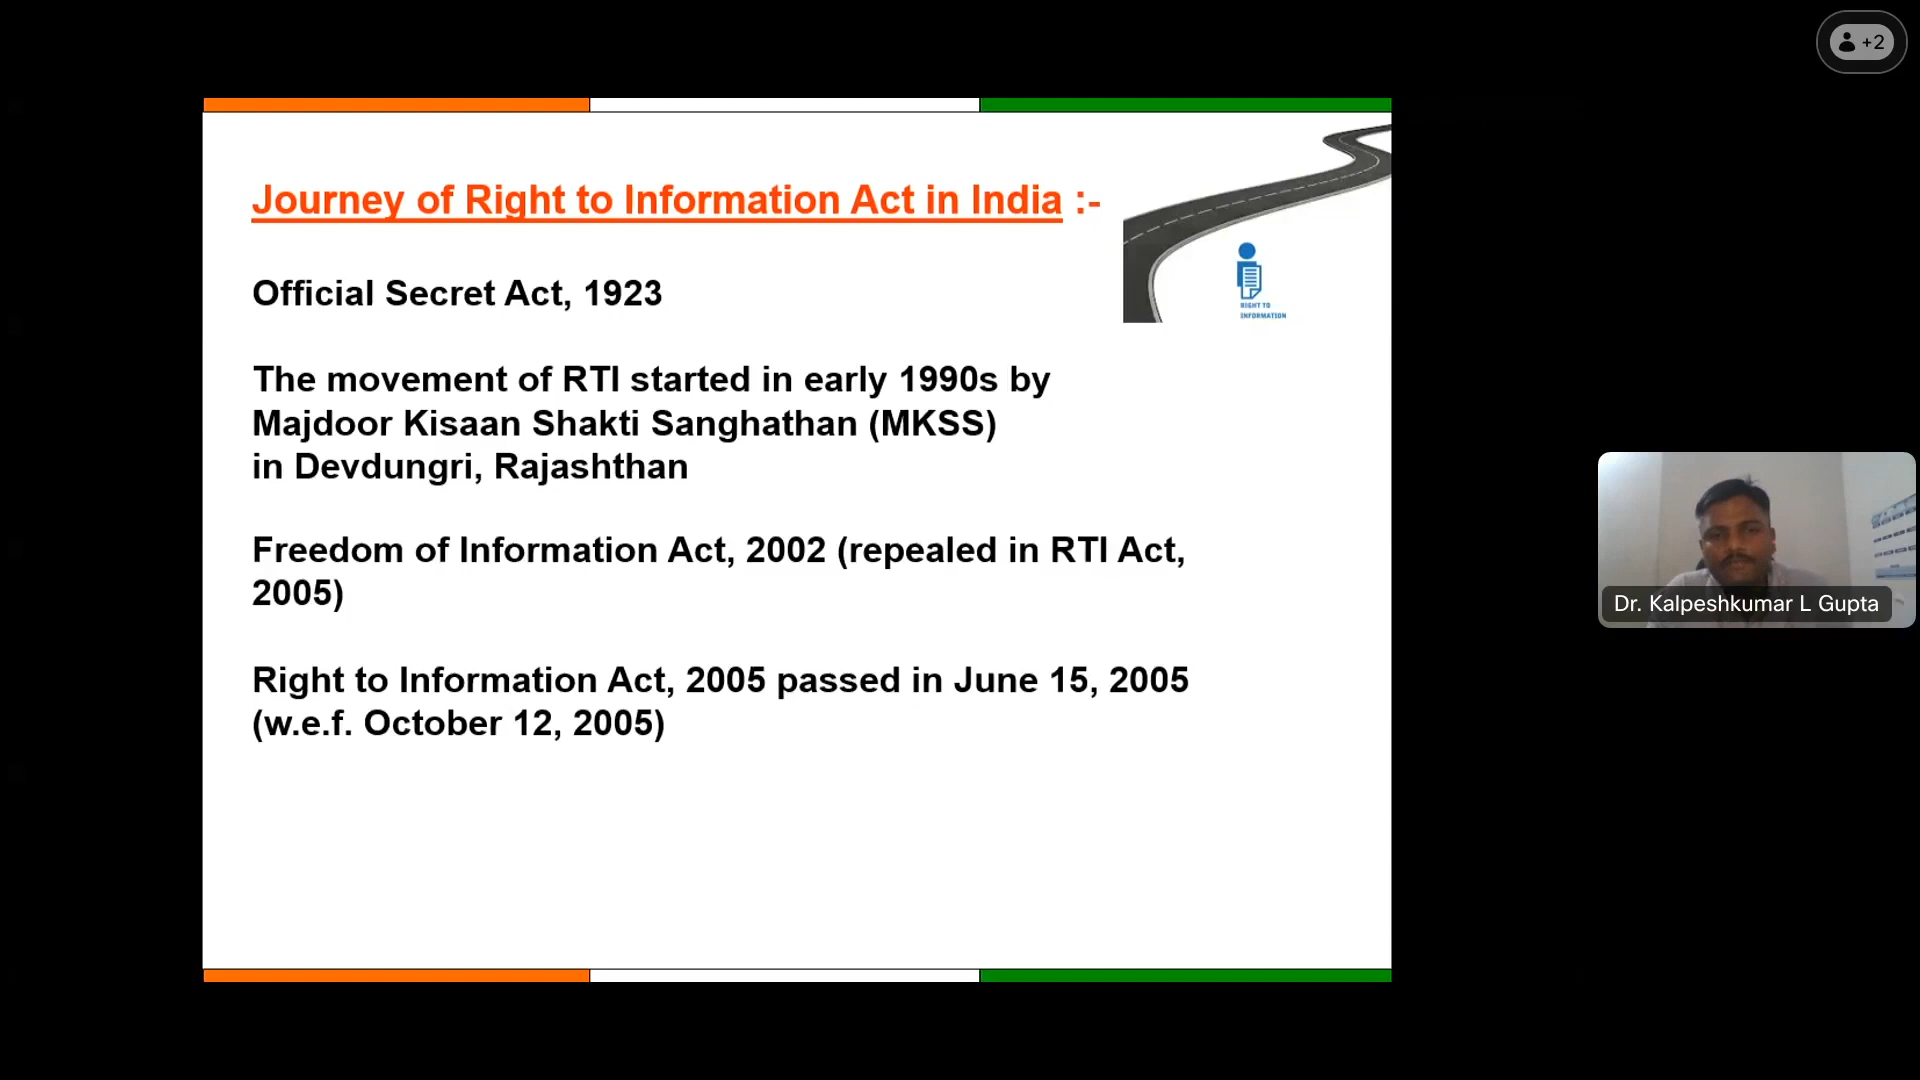 +2
Journey of Right to Information Act in India :-
RIGHT TO
INFORMATION
Official Secret Act, 1923
The movement of RTI started in early 1990s by
Majdoor Kisaan Shakti Sanghathan (MKSS)
in Devdungri, Rajashthan
Freedom of Information Act, 2002 (repealed in RTI Act,
2005)
Right to Information Act, 2005 passed in June 15, 2005
(w.e.f. October 12, 2005)
Dr. Kalpeshkumar L Gupta